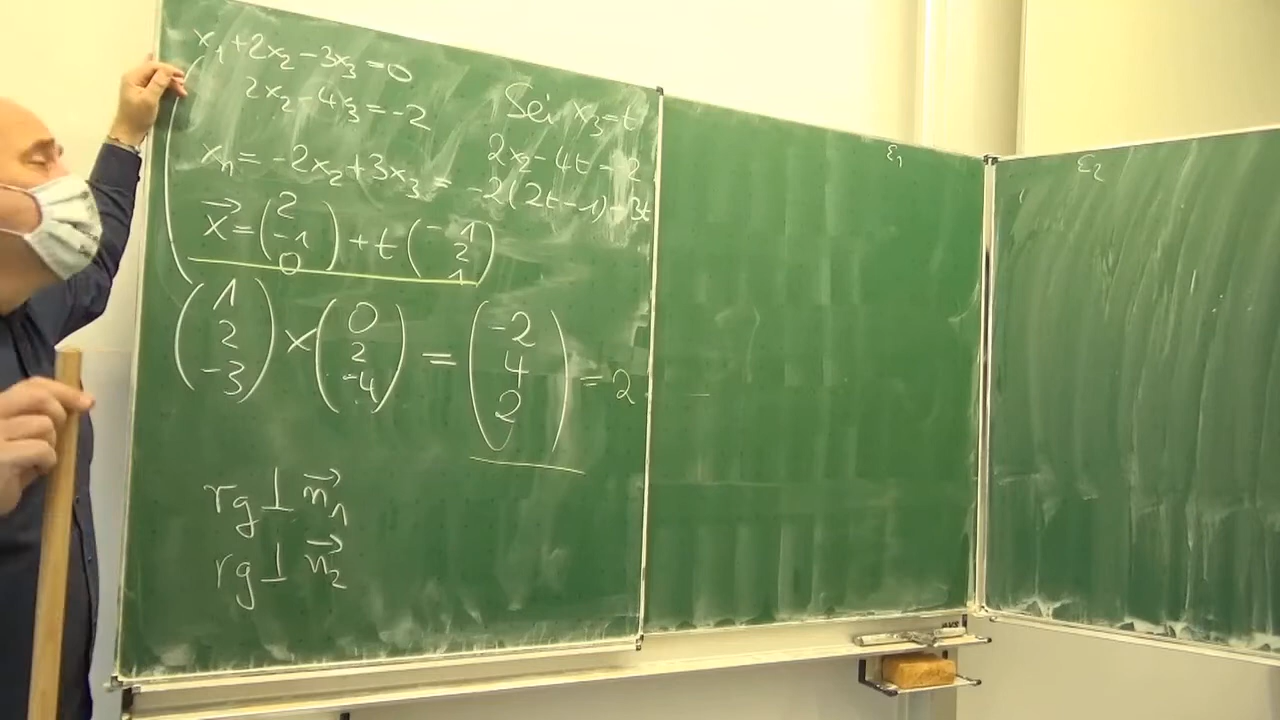 x₁+2x₂-3x₃=0
2x₂-4x₃=-2
Sei x₃=t
2x₂-4t=-2
x₁=-2x₂+3x₃=-2(2t-1)+3t
x⃗=(2 -1 0)+t(-1 2 1)
(1 2 -3)×(0 2 -4)=(-2 4 2)=2
rg⊥n⃗₁
rg⊥n⃗₂
ε₁
ε₂